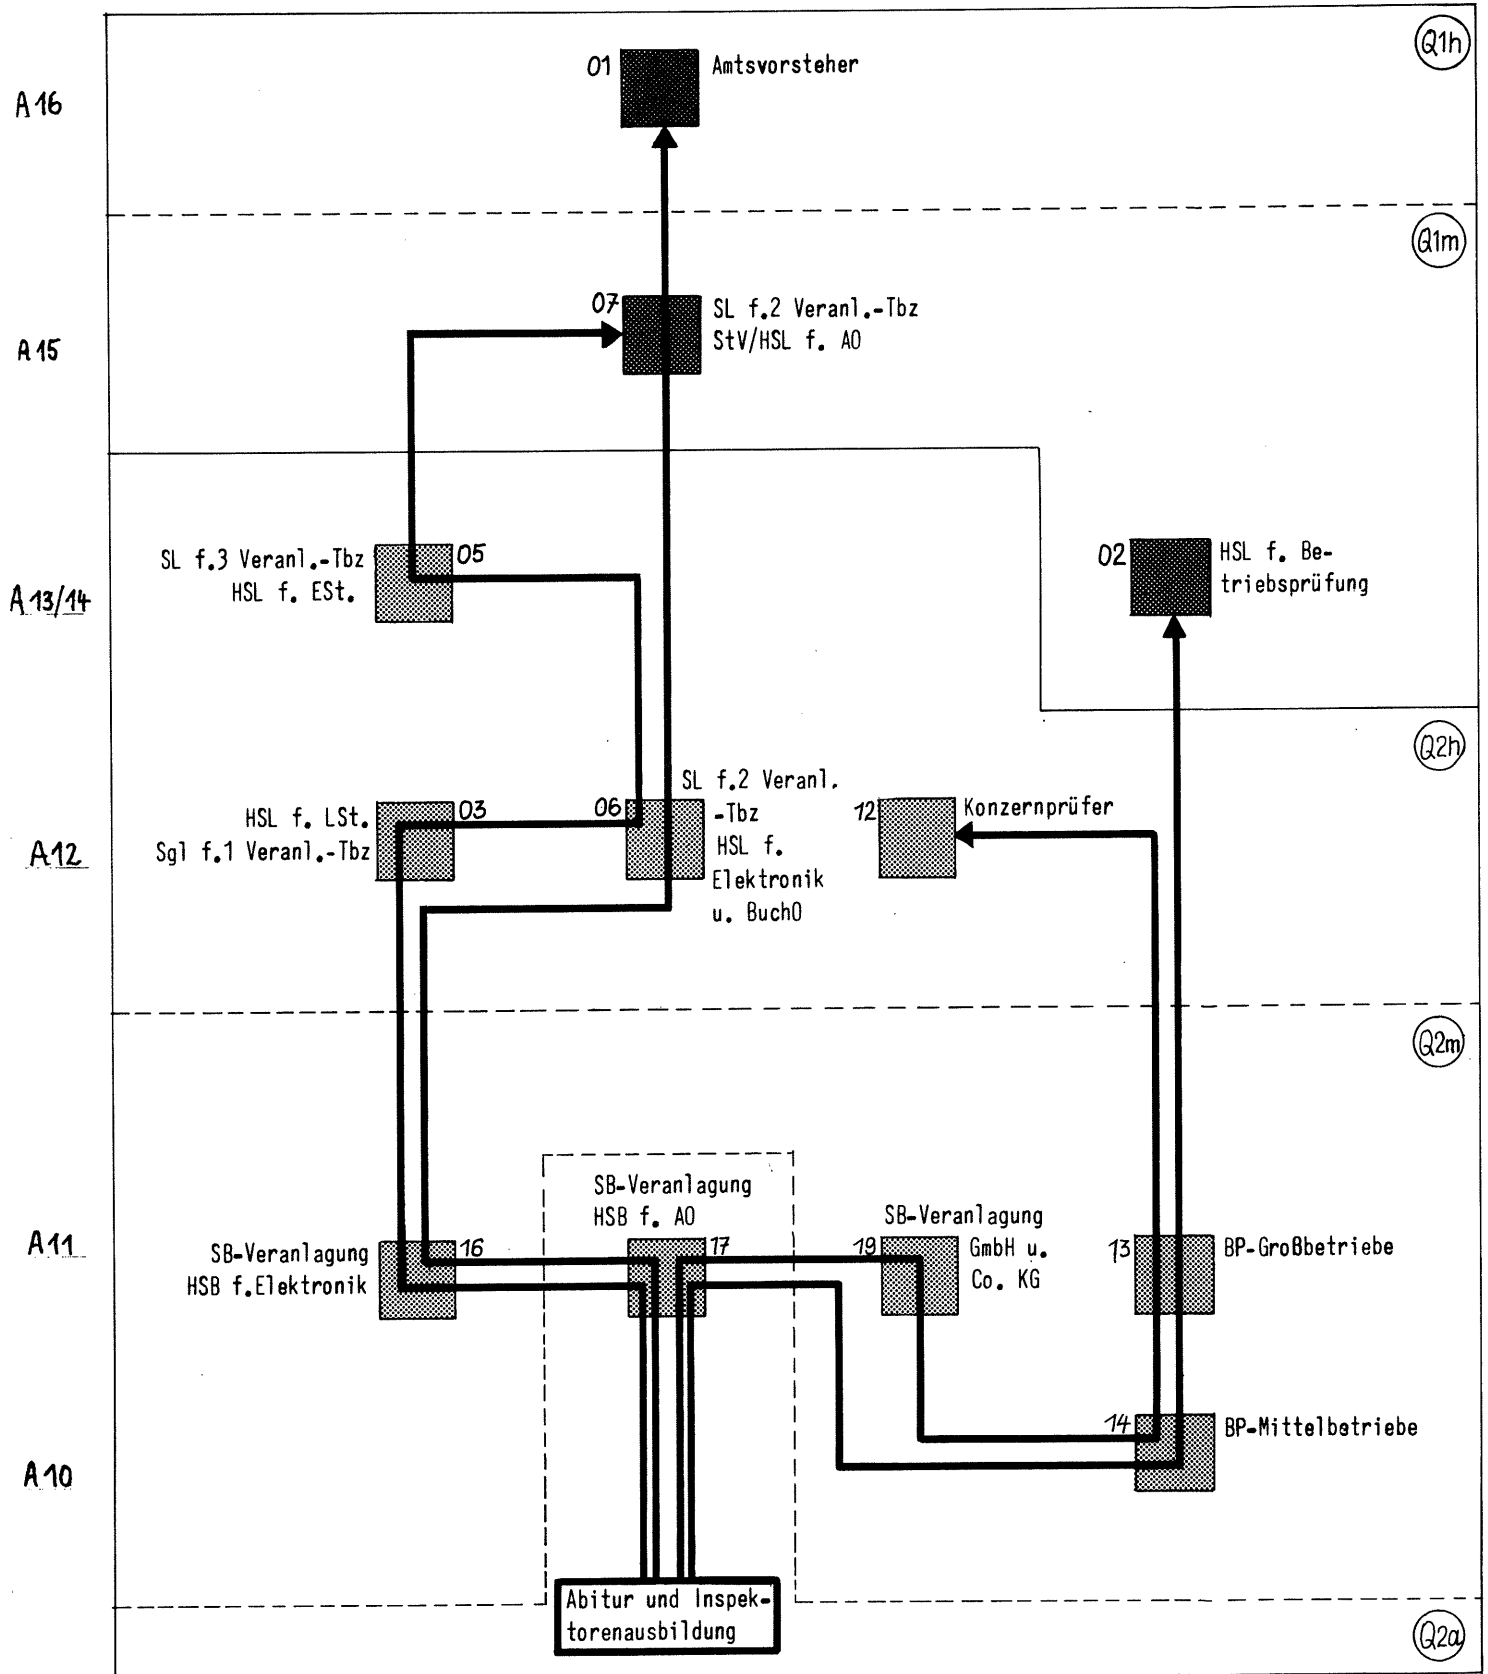 Q1h
01
Amtsvorsteher
A16
Q1m
07
SL f.2 Veranl.-Tbz
StV/HSL f. AO
A15
SL f.3 Veranl.-Tbz
HSL f. ESt.
05
02
HSL f. Be-
triebsprüfung
A13/14
Q2h
HSL f. LSt.
Sgl f.1 Veranl.-Tbz
03
06
SL f.2 Veranl.
-Tbz
HSL f.
Elektronik
u. BuchO
12
Konzernprüfer
A12
Q2m
SB-Veranlagung
HSB f. AO
17
SB-Veranlagung
GmbH u.
Co. KG
19
A11
SB-Veranlagung
HSB f.Elektronik
16
13
BP-Großbetriebe
14
BP-Mittelbetriebe
A10
Abitur und Inspek-
torenausbildung
Q2a